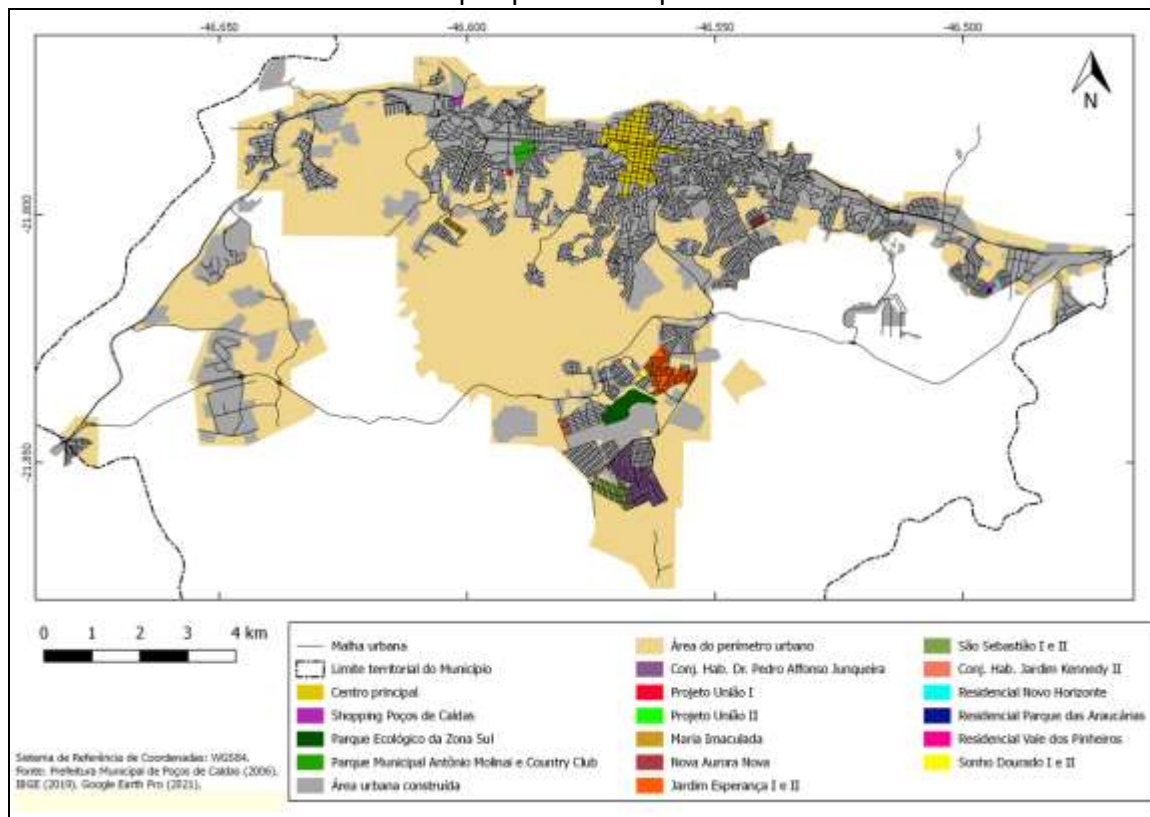 -46.650 -46.600 -46.550 -46.500
N
-21.800
-21.850
0 1 2 3 4 km
Malha urbana
Limite territorial do Município
Centro principal
Shopping Poços de Caldas
Parque Ecológico da Zona Sul
Parque Municipal Antônio Molinai e Country Club
Área urbana construída
Área do perímetro urbano
Conj. Hab. Dr. Pedro Affonso Junqueira
Projeto União I
Projeto União II
Maria Imaculada
Nova Aurora Nova
Jardim Esperança I e II
São Sebastião I e II
Conj. Hab. Jardim Kennedy II
Residencial Novo Horizonte
Residencial Parque das Araucárias
Residencial Vale dos Pinheiros
Sonho Dourado I e II
Sistema de Referência de Coordenadas: WGS84.
Fonte: Prefeitura Municipal de Poços de Caldas (2006).
IBGE (2019). Google Earth Pro (2021).